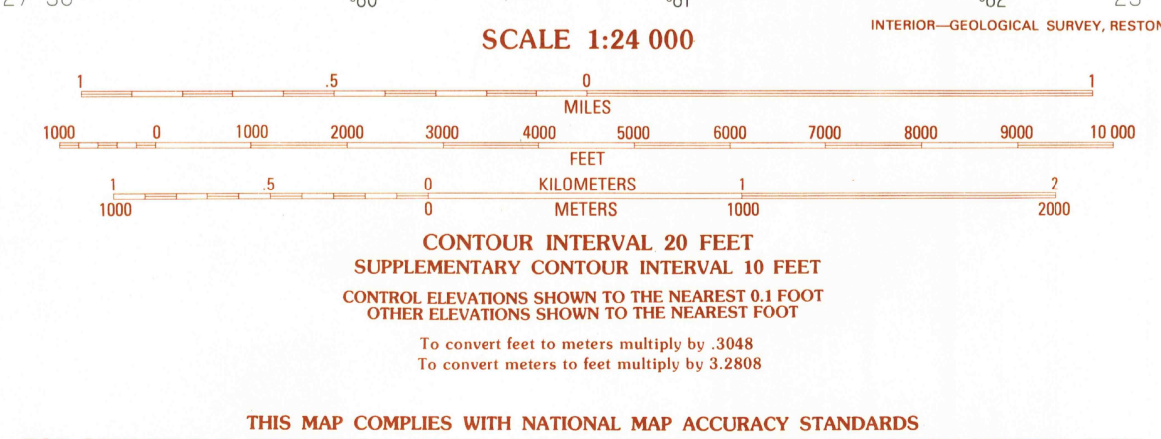 SCALE 1:24 000
INTERIOR—GEOLOGICAL SURVEY, RESTON
1 .5 0 1
MILES
1000 0 1000 2000 3000 4000 5000 6000 7000 8000 9000 10 000
FEET
1 .5 0 KILOMETERS 1 2
1000 0 METERS 1000 2000
CONTOUR INTERVAL 20 FEET
SUPPLEMENTARY CONTOUR INTERVAL 10 FEET
CONTROL ELEVATIONS SHOWN TO THE NEAREST 0.1 FOOT
OTHER ELEVATIONS SHOWN TO THE NEAREST FOOT
To convert feet to meters multiply by .3048
To convert meters to feet multiply by 3.2808
THIS MAP COMPLIES WITH NATIONAL MAP ACCURACY STANDARDS